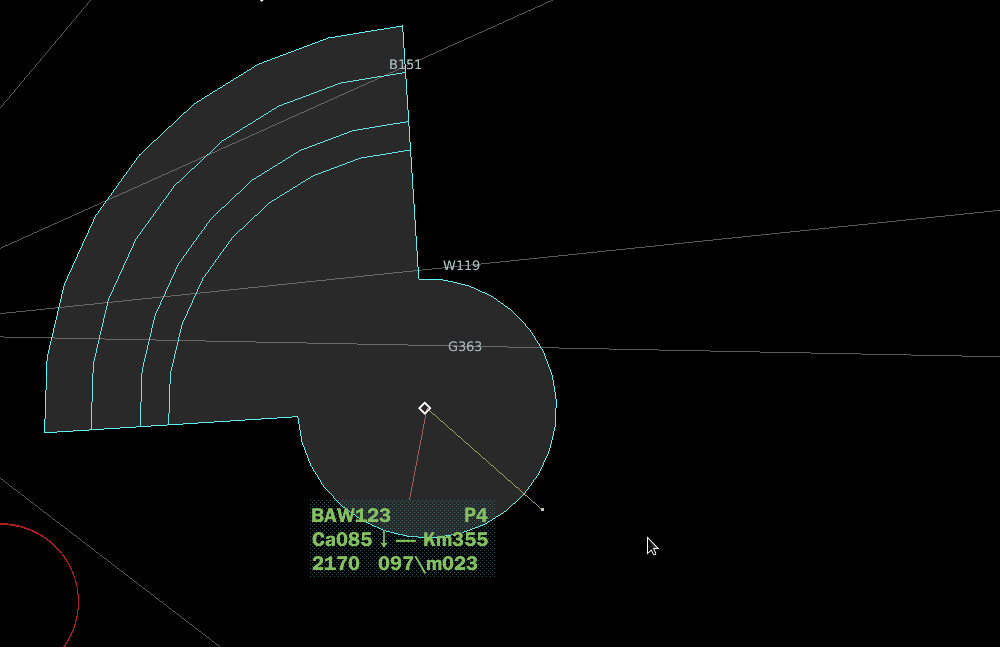 B151
W119
G363
BAW123 P4
Ca085 ↓ — Km355
2170 097\m023